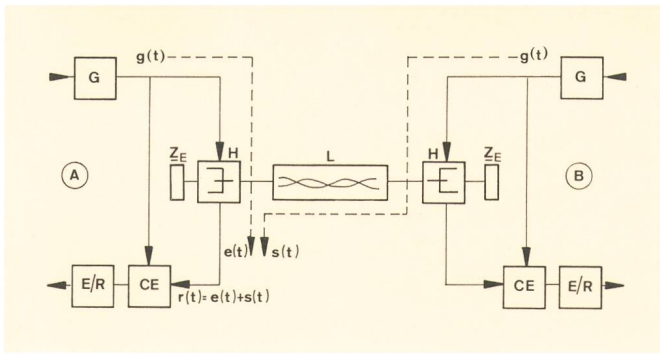 g(t)
g(t)
G
G
Z_E
H
L
H
Z_E
A
B
e(t)
s(t)
E/R
CE
r(t)= e(t)+s(t)
CE
E/R